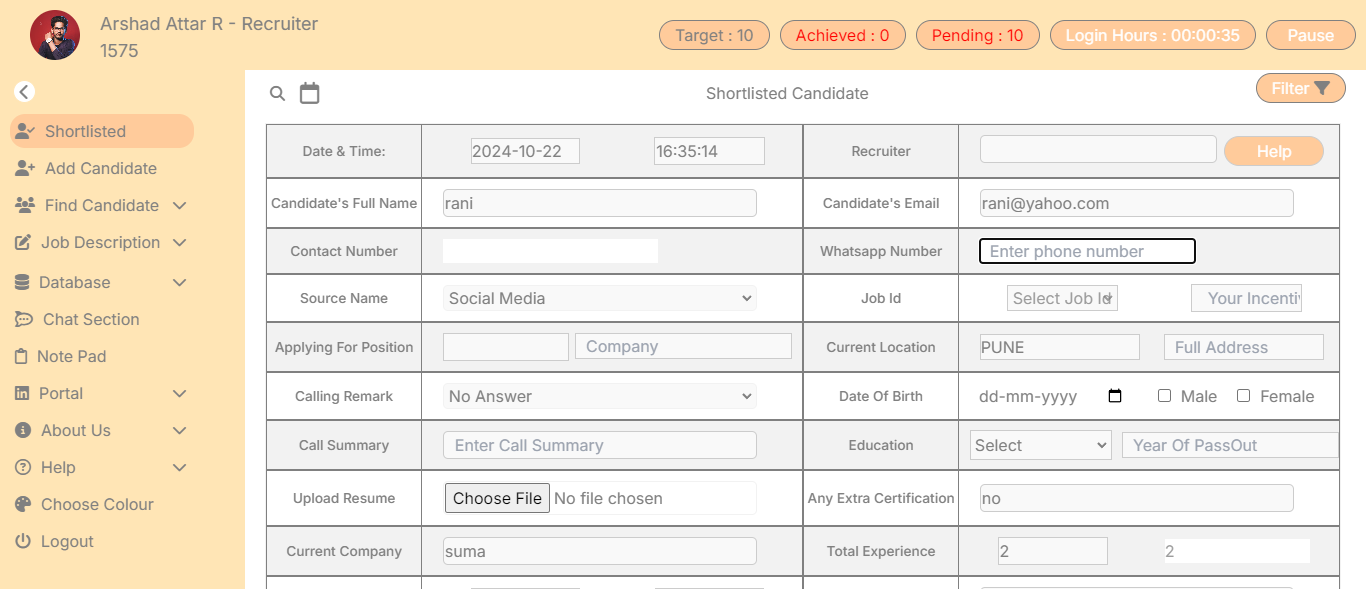 Arshad Attar R - Recruiter
1575
Target : 10 Achieved : 0 Pending : 10 Login Hours : 00:00:35 Pause
Shortlisted
Add Candidate
Find Candidate
Job Description
Database
Chat Section
Note Pad
Portal
About Us
Help
Choose Colour
Logout
Shortlisted Candidate
Filter
Date & Time: 2024-10-22 16:35:14 Recruiter Help
Candidate's Full Name rani Candidate's Email rani@yahoo.com
Contact Number Whatsapp Number Enter phone number
Source Name Social Media Job Id Select Job Id Your Incenti
Applying For Position Company Current Location PUNE Full Address
Calling Remark No Answer Date Of Birth dd-mm-yyyy Male Female
Call Summary Enter Call Summary Education Select Year Of PassOut
Upload Resume Choose File No file chosen Any Extra Certification no
Current Company suma Total Experience 2 2